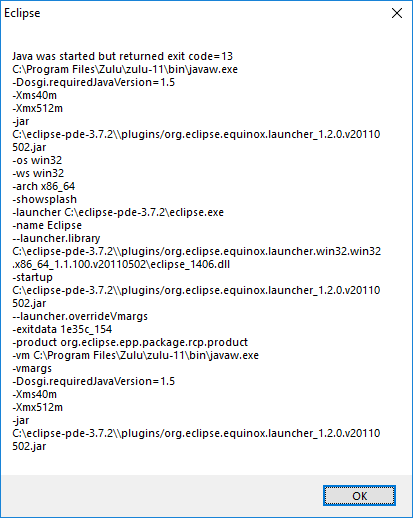 Eclipse
Java was started but returned exit code=13
C:\Program Files\Zulu\zulu-11\bin\javaw.exe
-Dosgi.requiredJavaVersion=1.5
-Xms40m
-Xmx512m
-jar
C:\eclipse-pde-3.7.2\\plugins/org.eclipse.equinox.launcher_1.2.0.v20110
502.jar
-os win32
-ws win32
-arch x86_64
-showsplash
-launcher C:\eclipse-pde-3.7.2\eclipse.exe
-name Eclipse
--launcher.library
C:\eclipse-pde-3.7.2\\plugins/org.eclipse.equinox.launcher.win32.win32
.x86_64_1.1.100.v20110502\eclipse_1406.dll
-startup
C:\eclipse-pde-3.7.2\\plugins/org.eclipse.equinox.launcher_1.2.0.v20110
502.jar
--launcher.overrideVmargs
-exitdata 1e35c_154
-product org.eclipse.epp.package.rcp.product
-vm C:\Program Files\Zulu\zulu-11\bin\javaw.exe
-vmargs
-Dosgi.requiredJavaVersion=1.5
-Xms40m
-Xmx512m
-jar
C:\eclipse-pde-3.7.2\\plugins/org.eclipse.equinox.launcher_1.2.0.v20110
502.jar
OK